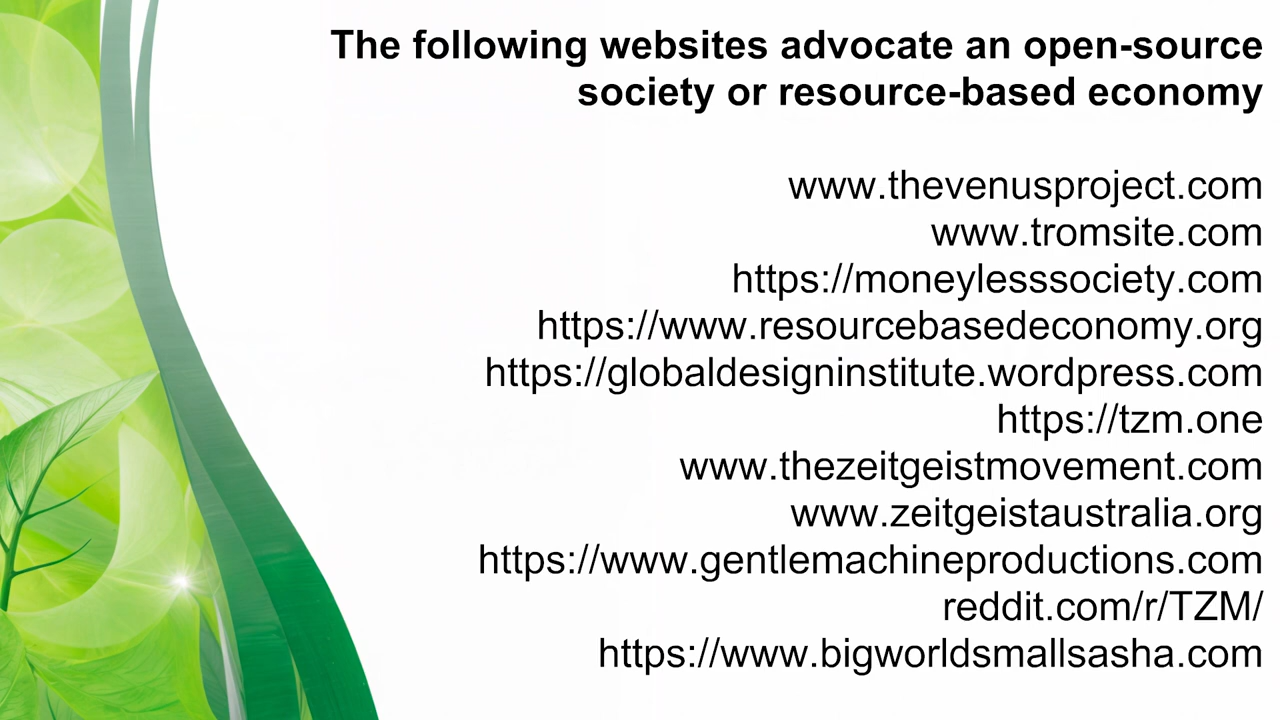 The following websites advocate an open-source
society or resource-based economy
www.thevenusproject.com
www.tromsite.com
https://moneylesssociety.com
https://www.resourcebasedeconomy.org
https://globaldesigninstitute.wordpress.com
https://tzm.one
www.thezeitgeistmovement.com
www.zeitgeistaustralia.org
https://www.gentlemachineproductions.com
reddit.com/r/TZM/
https://www.bigworldsmallsasha.com